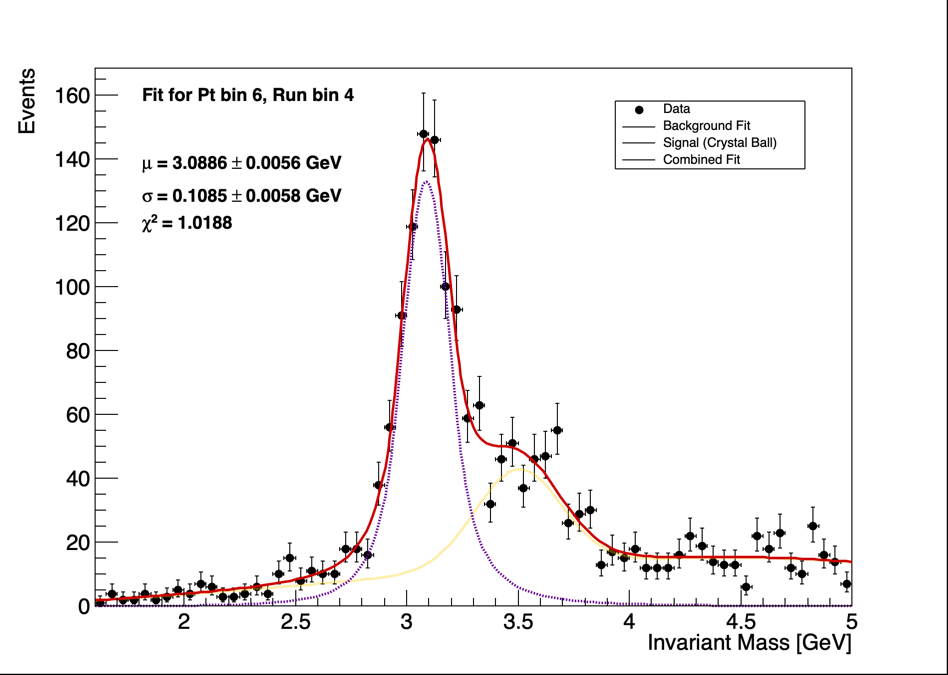 Events
160
140
120
100
80
60
40
20
0
Fit for Pt bin 6, Run bin 4
μ = 3.0886 ± 0.0056 GeV
σ = 0.1085 ± 0.0058 GeV
χ² = 1.0188
Data
Background Fit
Signal (Crystal Ball)
Combined Fit
2 2.5 3 3.5 4 4.5 5
Invariant Mass [GeV]